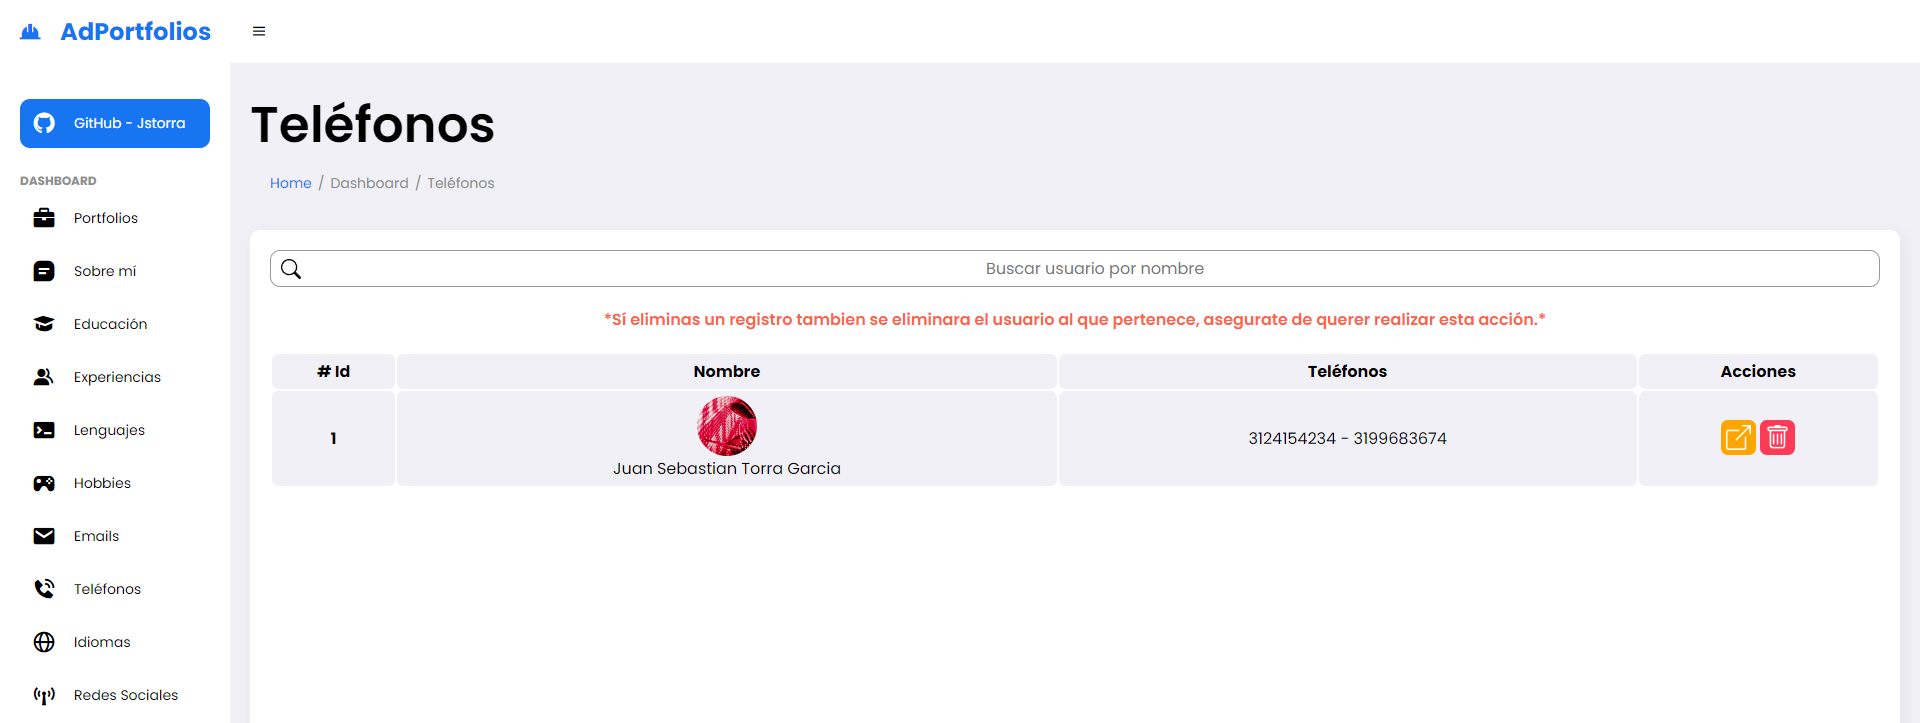 AdPortfolios
GitHub - Jstorra
DASHBOARD
Portfolios
Sobre mí
Educación
Experiencias
Lenguajes
Hobbies
Emails
Teléfonos
Idiomas
Redes Sociales
Teléfonos
Home / Dashboard / Teléfonos
Buscar usuario por nombre
*Sí eliminas un registro tambien se eliminara el usuario al que pertenece, asegurate de querer realizar esta acción.*
# Id Nombre Teléfonos Acciones
1 Juan Sebastian Torra Garcia 3124154234 - 3199683674